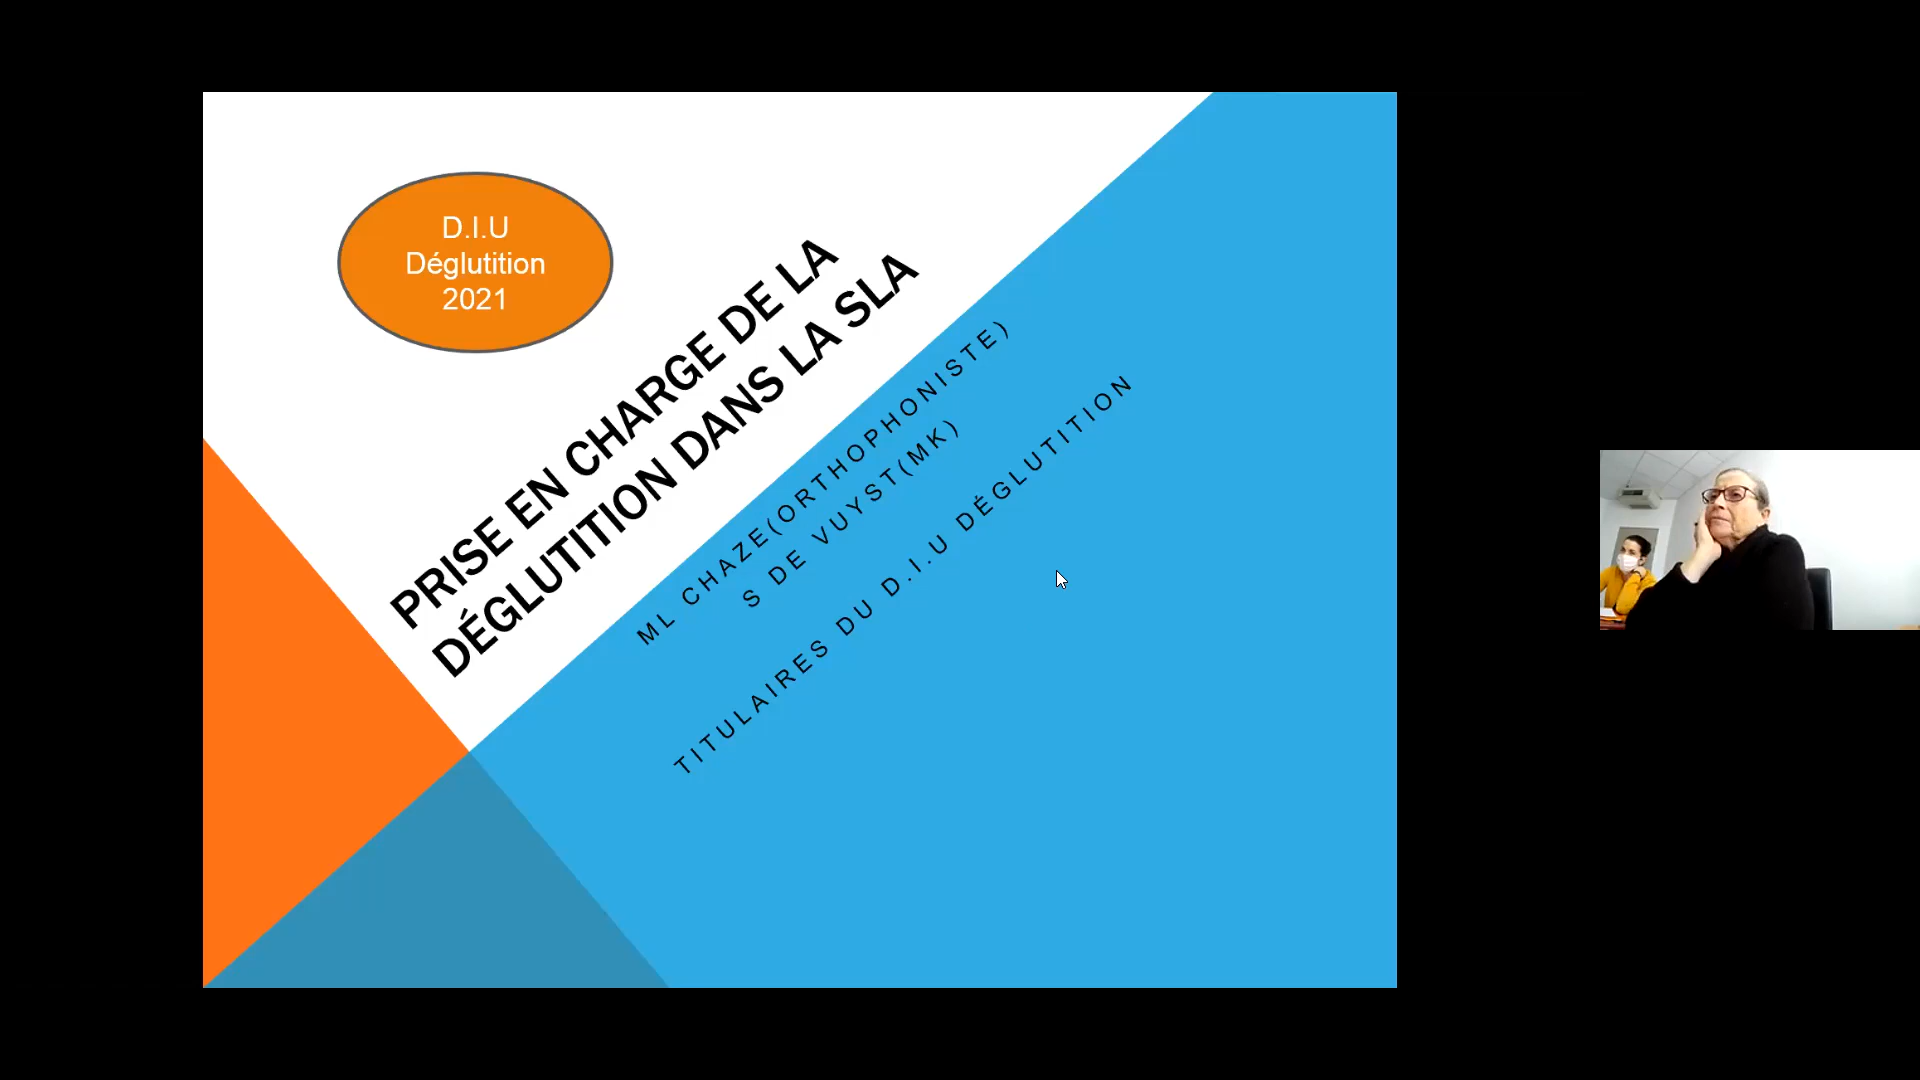 D.I.U
Déglutition
2021
PRISE EN CHARGE DE LA
DÉGLUTITION DANS LA SLA
ML CHAZE(ORTHOPHONISTE)
S DE VUYST(MK)
TITULAIRES DU D.I.U DÉGLUTITION